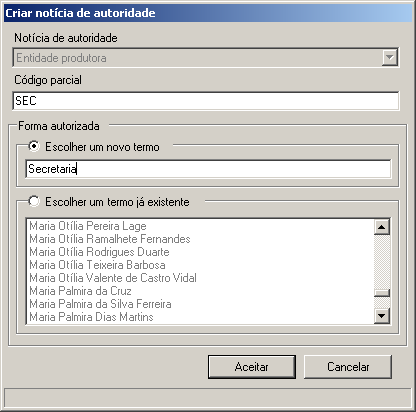 Criar notícia de autoridade
Notícia de autoridade
Entidade produtora
Código parcial
SEC
Forma autorizada
Escolher um novo termo
Secretaria
Escolher um termo já existente
Maria Otília Pereira Lage
Maria Otília Ramalhete Fernandes
Maria Otília Rodrigues Duarte
Maria Otília Teixeira Barbosa
Maria Otília Valente de Castro Vidal
Maria Palmira da Cruz
Maria Palmira da Silva Ferreira
Maria Palmira Dias Martins
Aceitar
Cancelar